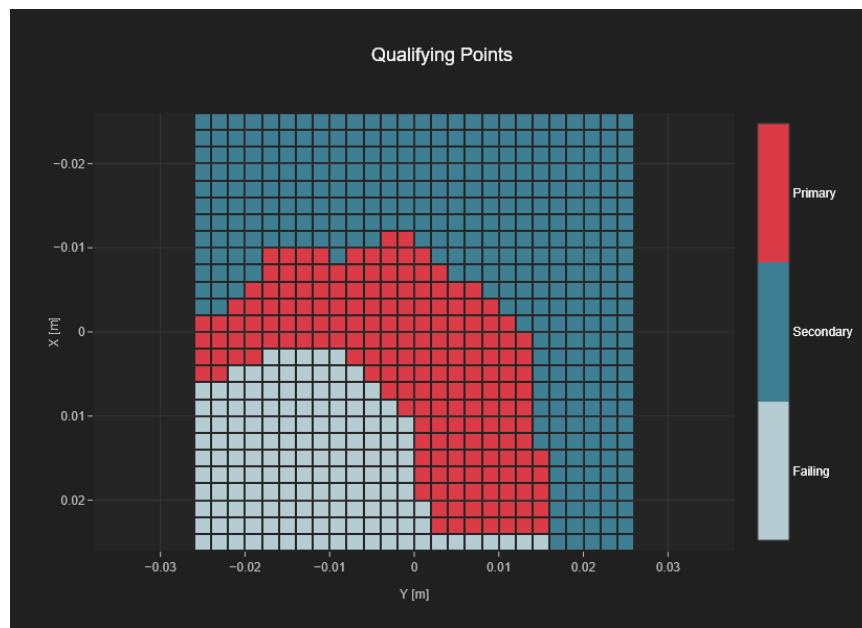 Qualifying Points
−0.02
−0.01
0
0.01
0.02
X [m]
−0.03
−0.02
−0.01
0
0.01
0.02
0.03
Y [m]
Primary
Secondary
Failing